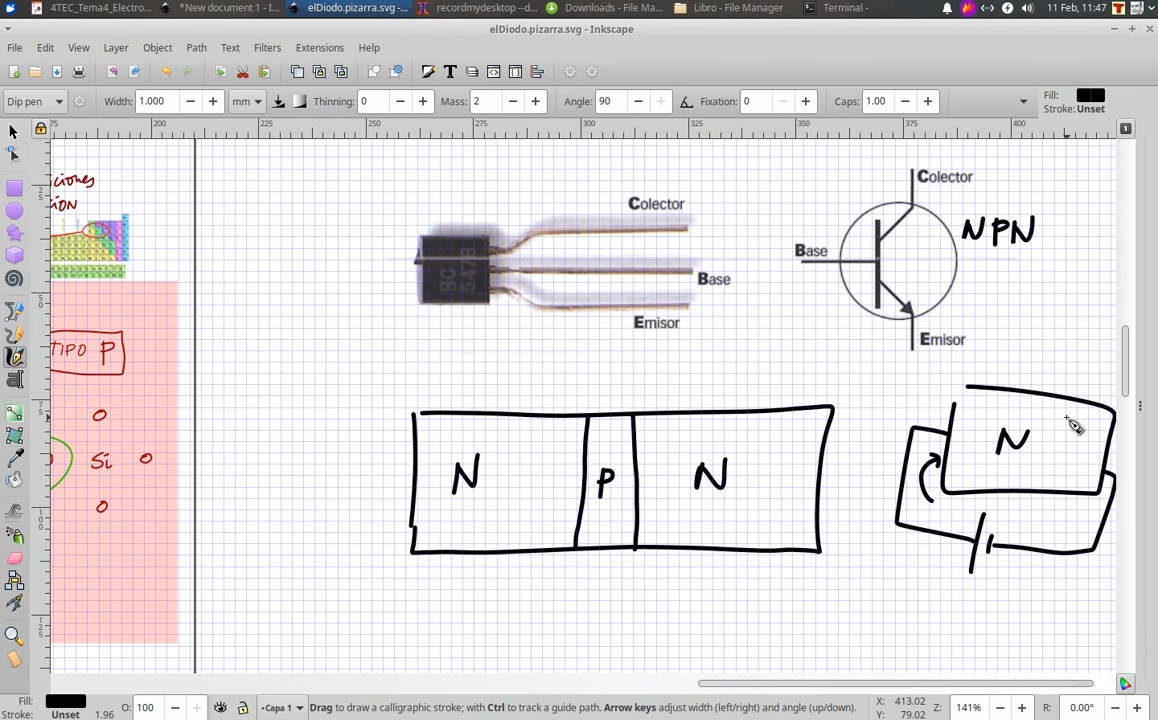 4TEC_Tema4_Electro...
*New document 1 - I...
elDiodo.pizarra.svg -...
recordmydesktop --d...
Downloads - File Ma...
Libro - File Manager
Terminal -
11 Feb, 11:47
elDiodo.pizarra.svg - Inkscape
File Edit View Layer Object Path Text Filters Extensions Help
Dip pen Width: 1.000 - + mm Thinning: 0 - + Mass: 2 - + Angle: 90 - + Fixation: 0 - + Caps: 1.00 - + Fill:
Stroke: Unset
75 200 225 250 275 300 325 350 375 400
ciones
IÓN
Colector
Base
Emisor
BC
547B
Colector
Base
Emisor
NPN
TIPO P
Si
N P N
N
Fill:
Stroke: Unset 1.96
O: 100 - +
•Capa 1
Drag to draw a calligraphic stroke; with Ctrl to track a guide path. Arrow keys adjust width (left/right) and angle (up/down).
X: 413.02
Y: 79.02
Z: 141% - + R: 0.00° - +